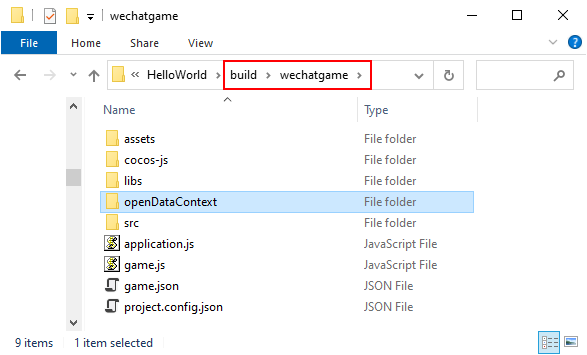 wechatgame
File Home Share View
HelloWorld build wechatgame
Name Type
assets File folder
cocos-js File folder
libs File folder
openDataContext File folder
src File folder
application.js JavaScript File
game.js JavaScript File
game.json JSON File
project.config.json JSON File
9 items 1 item selected